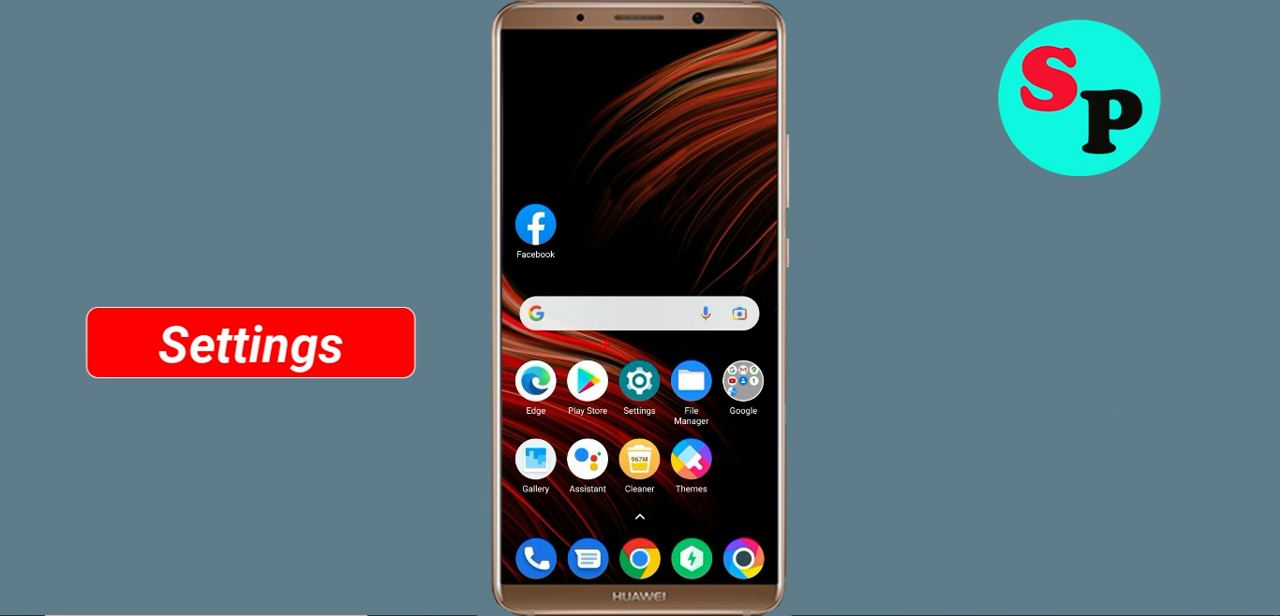 SP
Facebook
Settings
Edge
Play Store
Settings
File
Manager
Google
967M
Gallery
Assistant
Cleaner
Themes
HUAWEI